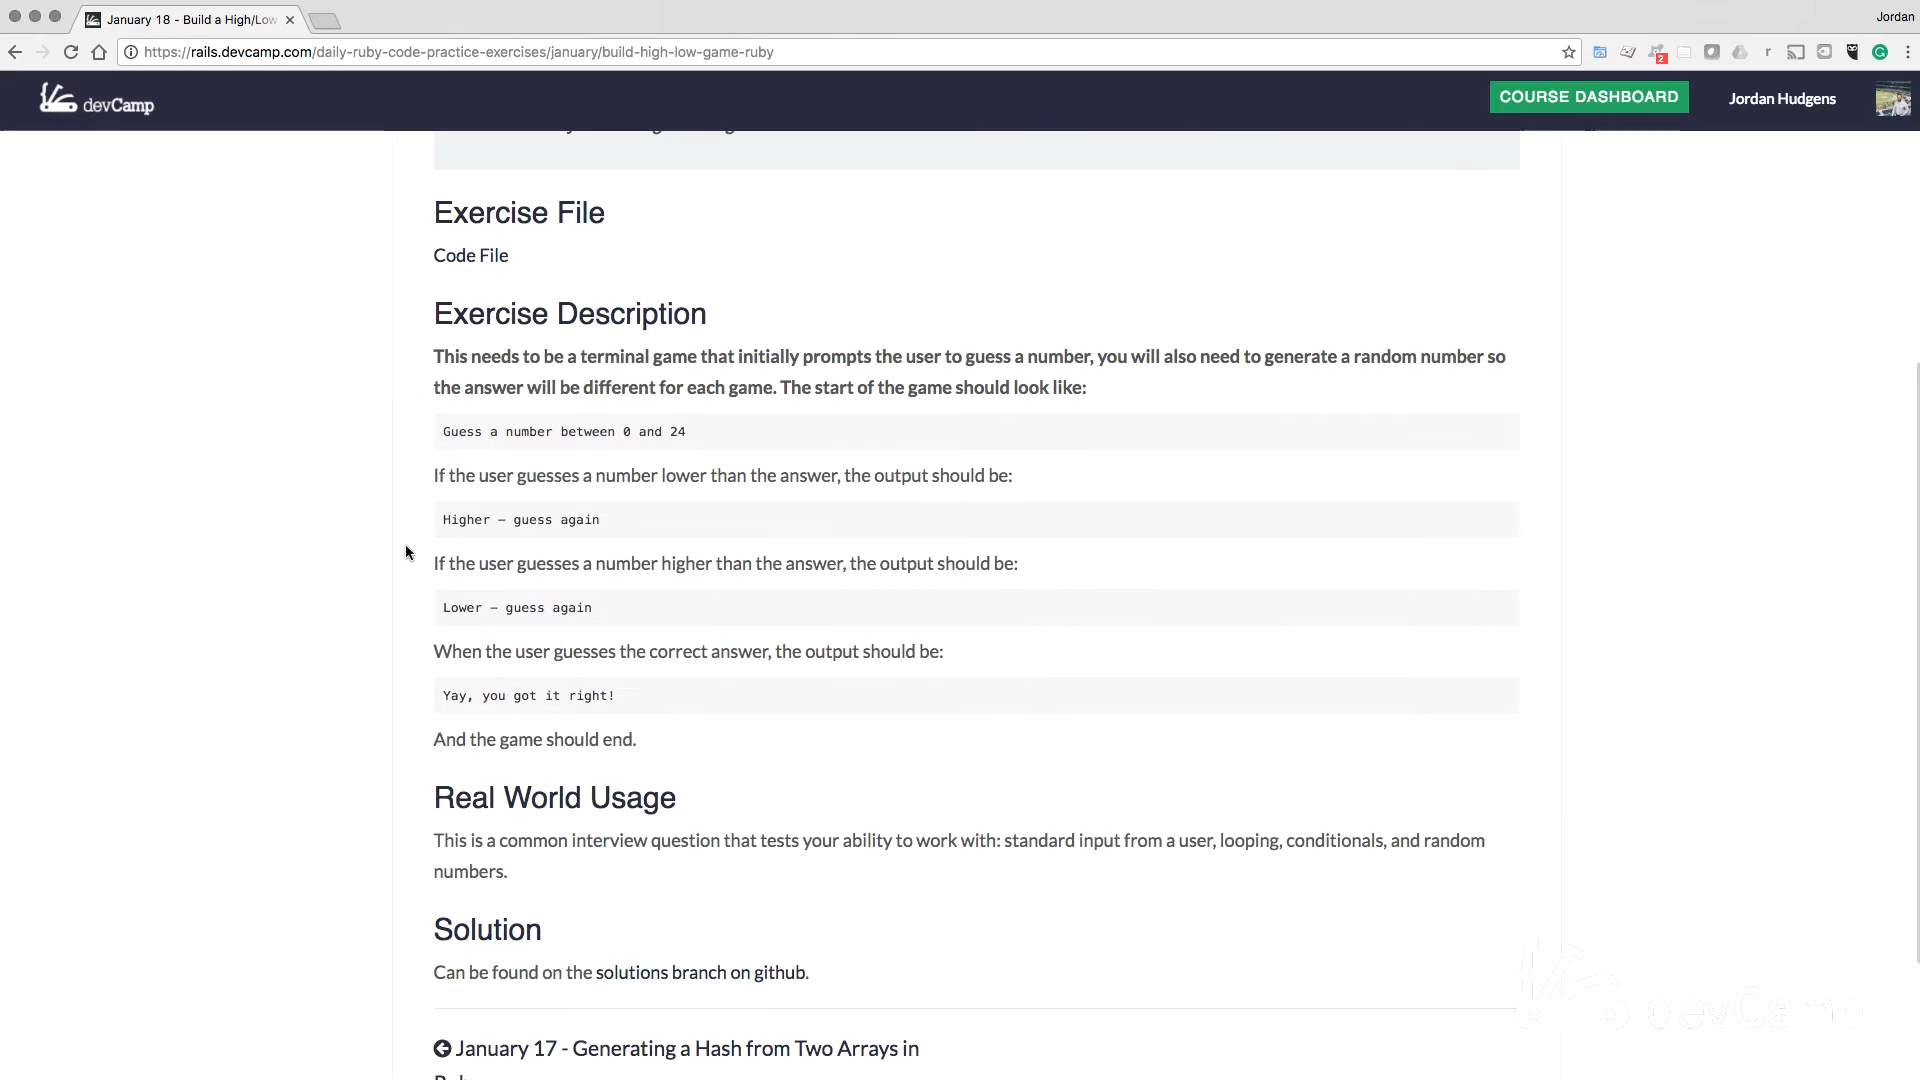 January 18 - Build a High/Low
Jordan
https://rails.devcamp.com/daily-ruby-code-practice-exercises/january/build-high-low-game-ruby
2
r
devCamp
COURSE DASHBOARD
Jordan Hudgens
Exercise File
Code File
Exercise Description
This needs to be a terminal game that initially prompts the user to guess a number, you will also need to generate a random number so
the answer will be different for each game. The start of the game should look like:
Guess a number between 0 and 24
If the user guesses a number lower than the answer, the output should be:
Higher – guess again
If the user guesses a number higher than the answer, the output should be:
Lower – guess again
When the user guesses the correct answer, the output should be:
Yay, you got it right!
And the game should end.
Real World Usage
This is a common interview question that tests your ability to work with: standard input from a user, looping, conditionals, and random
numbers.
Solution
Can be found on the solutions branch on github.
devCamp
January 17 - Generating a Hash from Two Arrays in